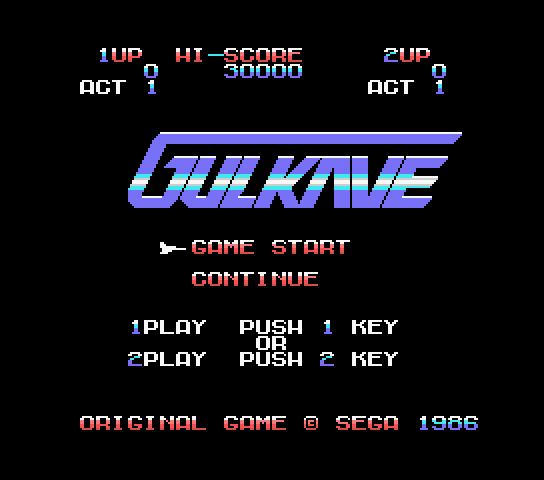 1UP HI-SCORE 2UP
0 30000 0
ACT 1 ACT 1
GULKAVE
GAME START
CONTINUE
1PLAY PUSH 1 KEY
OR
2PLAY PUSH 2 KEY
ORIGINAL GAME © SEGA 1986